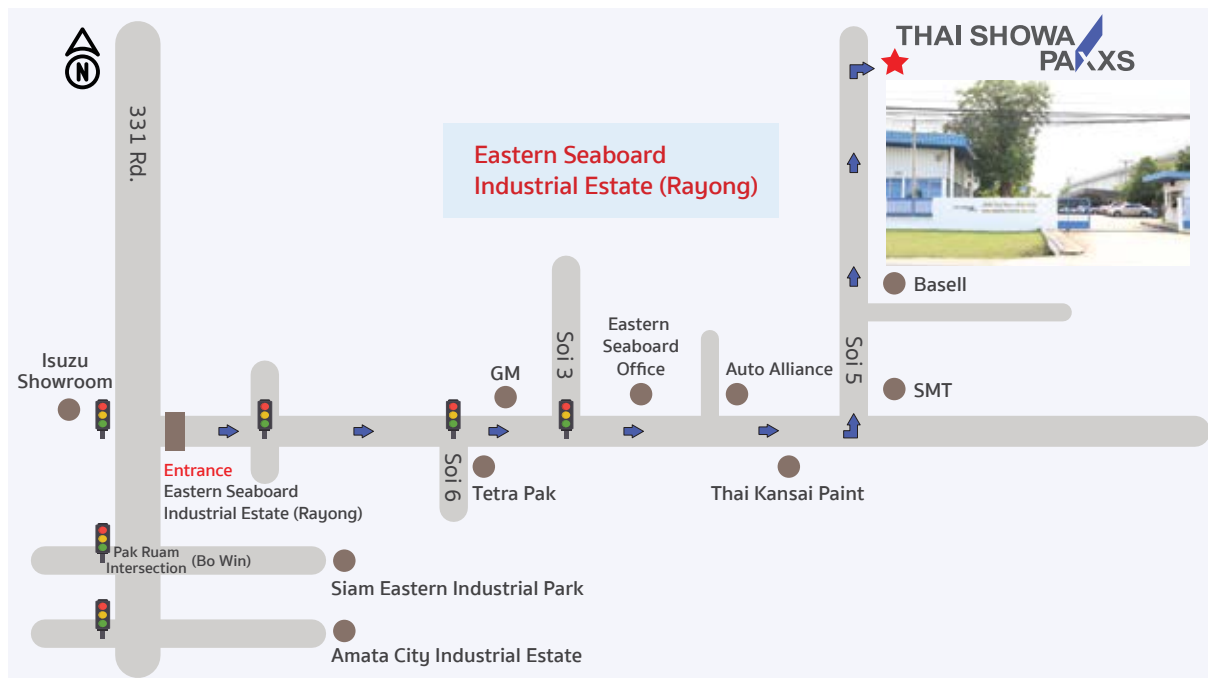 N
THAI SHOWA
PAXXS
331 Rd.
Eastern Seaboard
Industrial Estate (Rayong)
Basell
Soi 3
Eastern
Seaboard
Office
Soi 5
Isuzu
Showroom
GM
Auto Alliance
SMT
Entrance
Eastern Seaboard
Industrial Estate (Rayong)
Soi 6
Tetra Pak
Thai Kansai Paint
Pak Ruam
Intersection
(Bo Win)
Siam Eastern Industrial Park
Amata City Industrial Estate